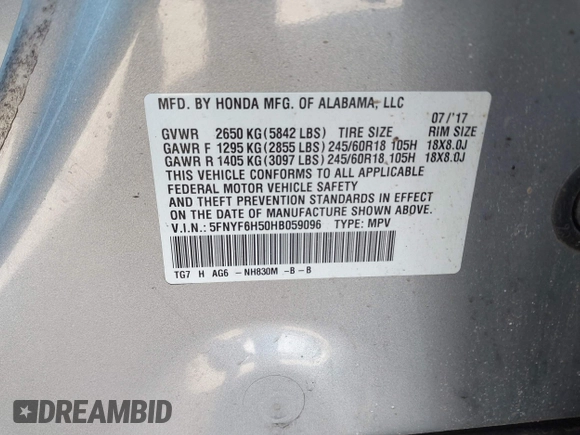 MFD. BY HONDA MFG. OF ALABAMA, LLC
07/'17
GVWR 2650 KG(5842 LBS) TIRE SIZE RIM SIZE
GAWR F 1295 KG(2855 LBS)245/60R18 105H 18X8.0J
GAWR R 1405 KG(3097 LBS)245/60R18 105H 18X8.0J
THIS VEHICLE CONFORMS TO ALL APPLICABLE
FEDERAL MOTOR VEHICLE SAFETY
AND THEFT PREVENTION STANDARDS IN EFFECT
ON THE DATE OF MANUFACTURE SHOWN ABOVE.
V.I.N.: 5FNYF6H50HB059096 TYPE: MPV
TG7 H AG6 -NH830M -B-B
DREAMBID